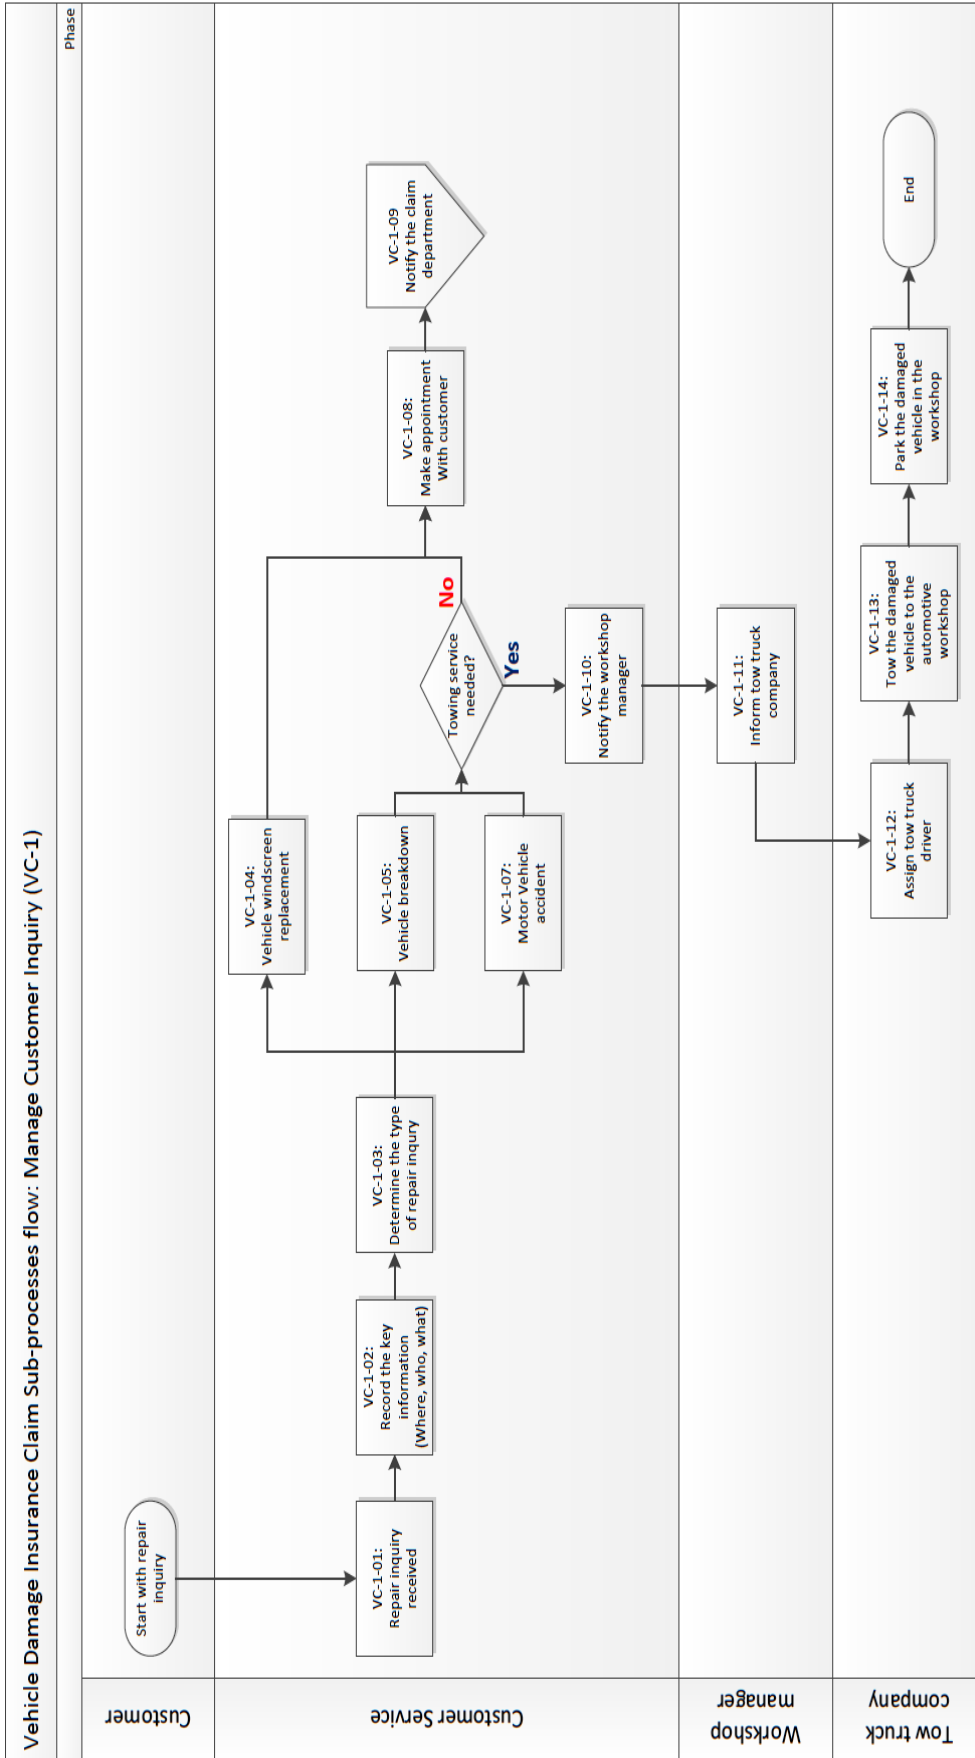 Vehicle Damage Insurance Claim Sub-processes flow: Manage Customer Inquiry (VC-1)
Phase
Customer
Start with repair
inquiry
Customer Service
VC-1-01:
Repair inquiry
received
VC-1-02:
Record the key
information
(Where, who, what)
VC-1-03:
Determine the type
of repair inqury
VC-1-04:
Vehicle windscreen
replacement
VC-1-05:
Vehicle breakdown
VC-1-07:
Motor Vehicle
accident
Towing service
needed?
No
Yes
VC-1-08:
Make appointment
With customer
VC-1-09
Notify the claim
department
VC-1-10:
Notify the workshop
manager
Workshop
manager
VC-1-11:
Inform tow truck
company
Tow truck
company
VC-1-12:
Assign tow truck
driver
VC-1-13:
Tow the damaged
vehicle to the
automotive
workshop
VC-1-14:
Park the damaged
vehicle in the
workshop
End